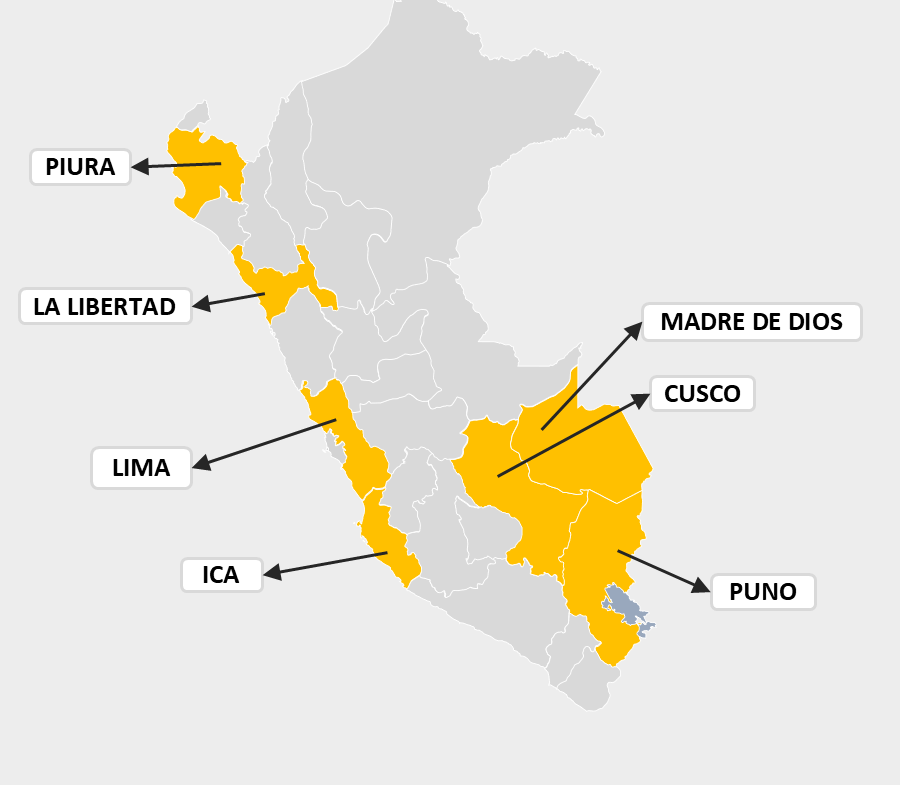 PIURA
LA LIBERTAD
MADRE DE DIOS
CUSCO
LIMA
ICA
PUNO